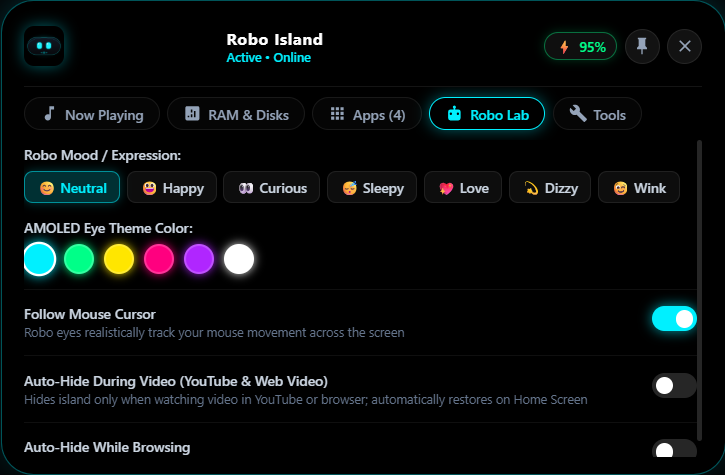 Robo Island
Active • Online
95%
Now Playing
RAM & Disks
Apps (4)
Robo Lab
Tools
Robo Mood / Expression:
Neutral
Happy
Curious
Sleepy
Love
Dizzy
Wink
AMOLED Eye Theme Color:
Follow Mouse Cursor
Robo eyes realistically track your mouse movement across the screen
Auto-Hide During Video (YouTube & Web Video)
Hides island only when watching video in YouTube or browser; automatically restores on Home Screen
Auto-Hide While Browsing